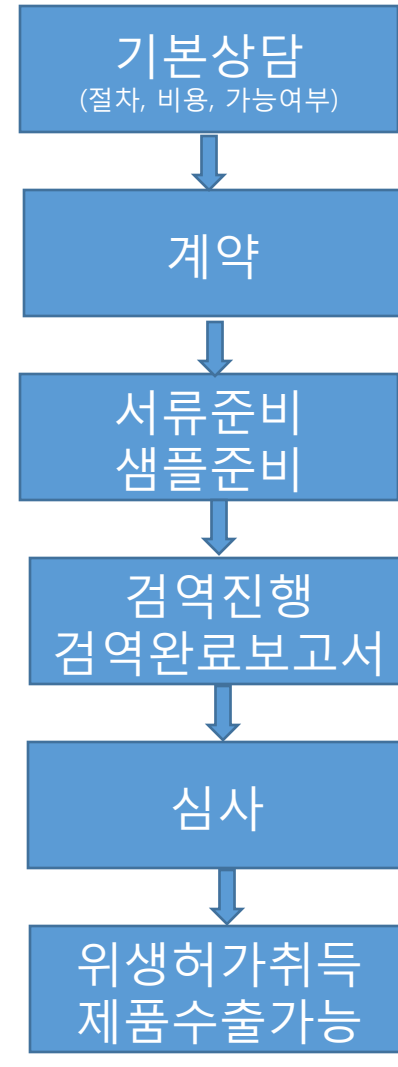 기본상담
(절차, 비용, 가능여부)
계약
서류준비
샘플준비
검역진행
검역완료보고서
심사
위생허가취득
제품수출가능